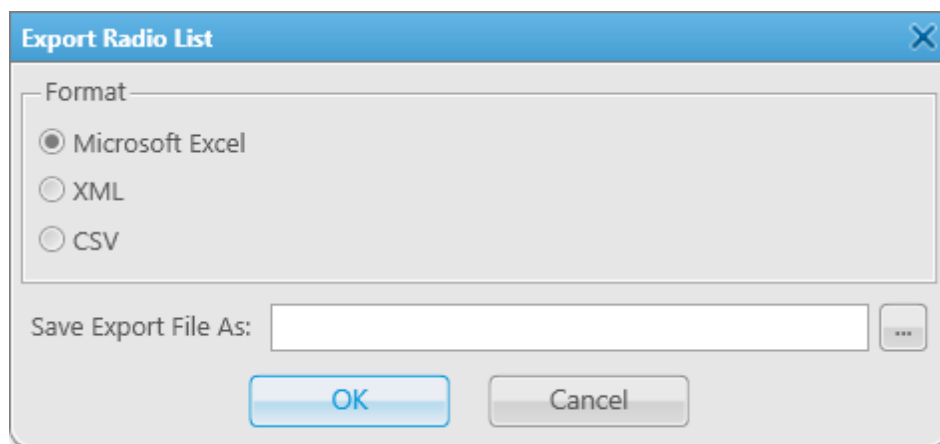 Export Radio List
Format
Microsoft Excel
XML
CSV
Save Export File As:
...
OK
Cancel